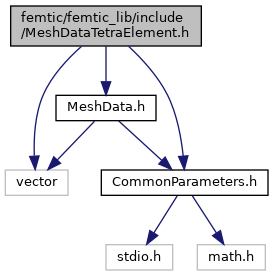 femtic/femtic_lib/include
/MeshDataTetraElement.h
MeshData.h
vector
CommonParameters.h
stdio.h
math.h